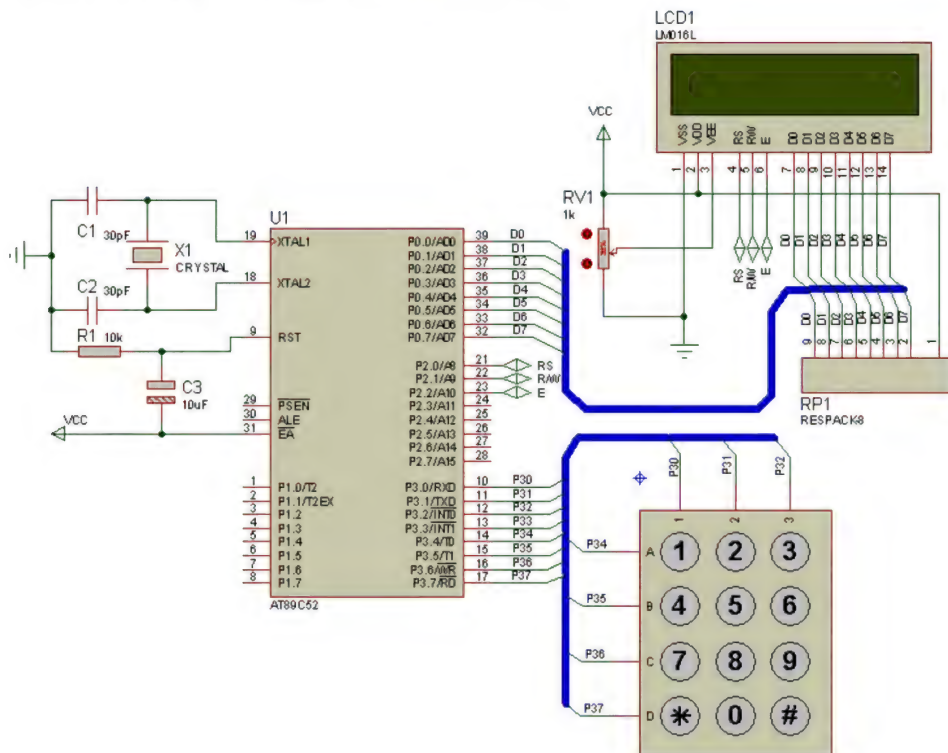 LCD1
LM016L
VSS
VDD
VEE
RS
RW
E
D0
D1
D2
D3
D4
D5
D6
D7
1
2
3
4
5
6
7
8
9
10
11
12
13
14
VCC
RV1
1k
RS
R/W
E
D0
D1
D2
D3
D4
D5
D6
D7
D0
D1
D2
D3
D4
D5
D6
D7
9
8
7
6
5
4
3
2
1
RP1
RESPACK8
C1
30pF
X1
CRYSTAL
C2
30pF
R1
10k
C3
10uF
VCC
U1
19
XTAL1
18
XTAL2
9
RST
29
PSEN
30
ALE
31
EA
1
P1.0/T2
2
P1.1/T2EX
3
P1.2
4
P1.3
5
P1.4
6
P1.5
7
P1.6
8
P1.7
P0.0/AD0 39 D0
P0.1/AD1 38 D1
P0.2/AD2 37 D2
P0.3/AD3 36 D3
P0.4/AD4 35 D4
P0.5/AD5 34 D5
P0.6/AD6 33 D6
P0.7/AD7 32 D7
P2.0/A8 21 RS
P2.1/A9 22 R/W
P2.2/A10 23 E
P2.3/A11 24
P2.4/A12 25
P2.5/A13 26
P2.6/A14 27
P2.7/A15 28
P3.0/RXD 10 P30
P3.1/TXD 11 P31
P3.2/INT0 12 P32
P3.3/INT1 13 P33
P3.4/T0 14 P34
P3.5/T1 15 P35
P3.6/WR 16 P36
P3.7/RD 17 P37
AT89C52
P30
P31
P32
1
2
3
P34 A 1 2 3
P35 B 4 5 6
P36 C 7 8 9
P37 D * 0 #